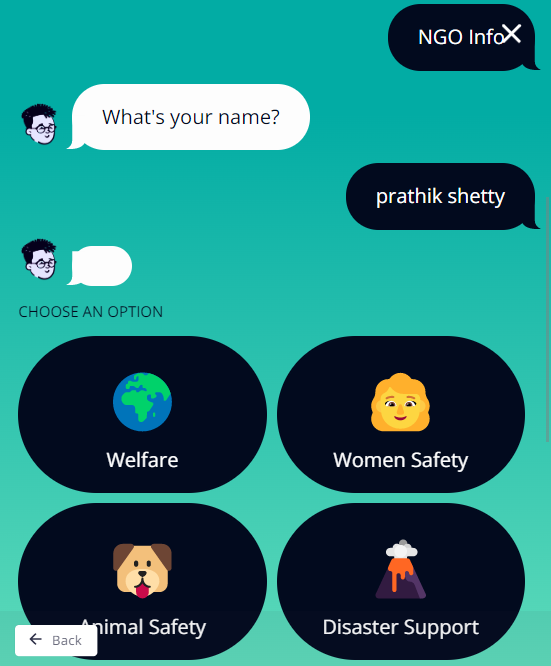 NGO Info
What's your name?
prathik shetty
CHOOSE AN OPTION
Welfare
Women Safety
Animal Safety
Disaster Support
Back